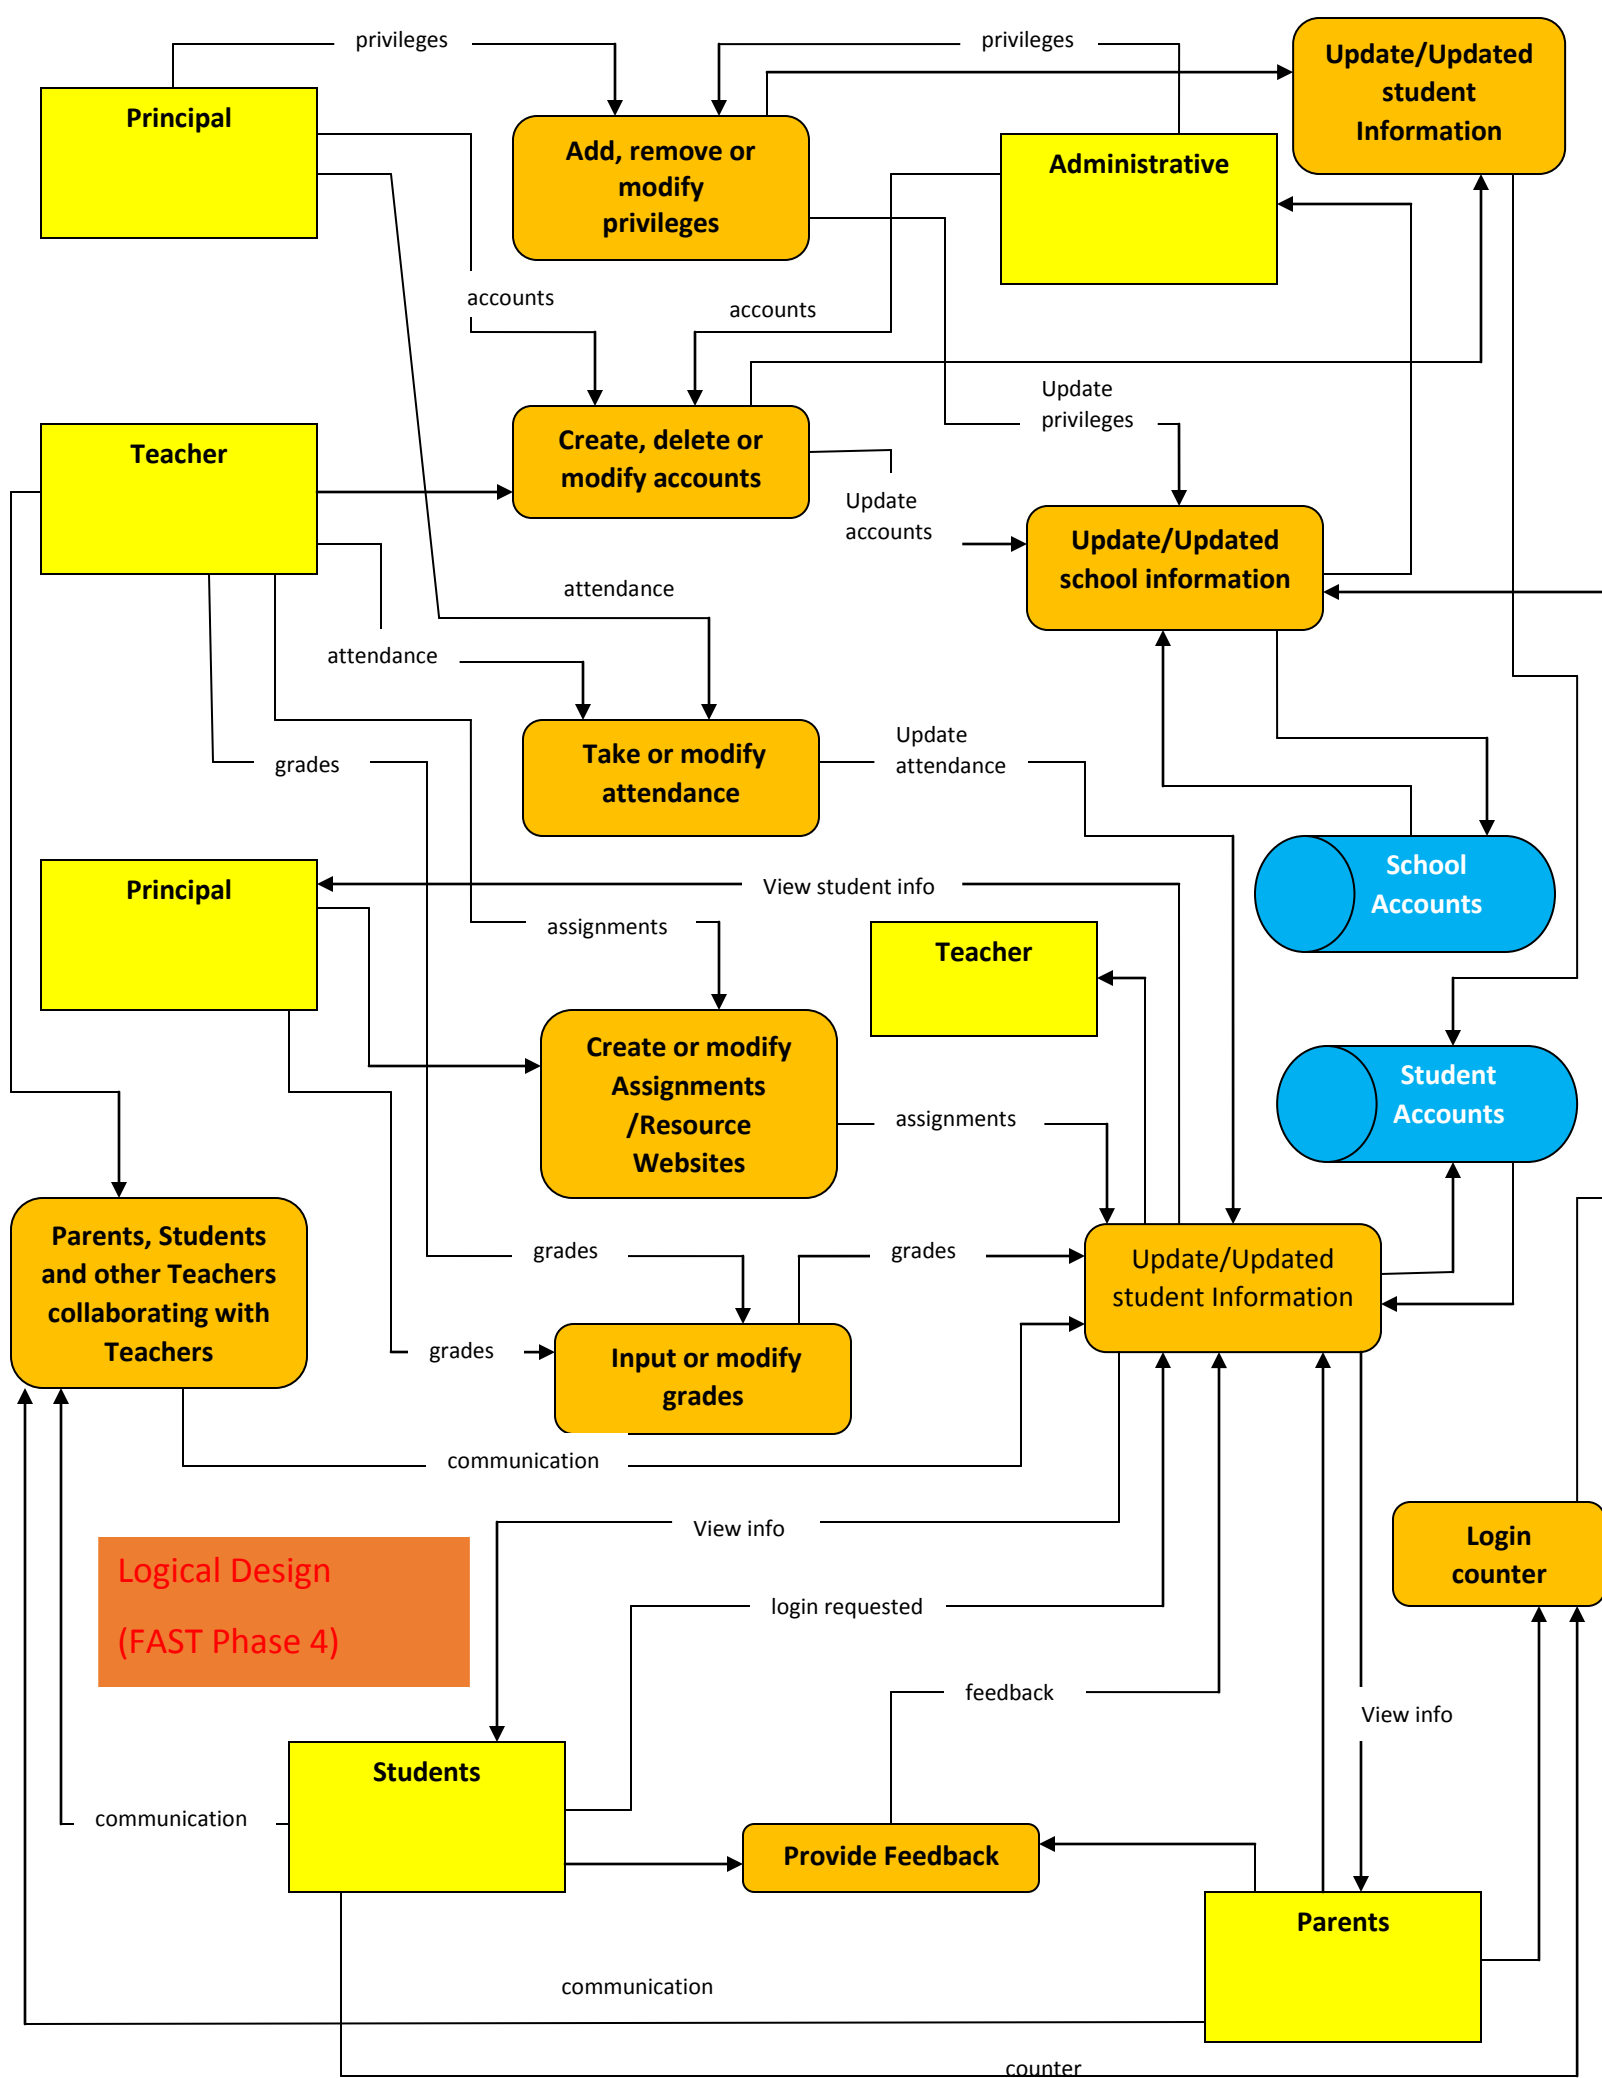 privileges
privileges
Update/Updated
student
Information
Principal
Add, remove or
modify
privileges
Administrative
accounts
accounts
Update
privileges
Teacher
Create, delete or
modify accounts
Update
accounts
Update/Updated
school information
attendance
attendance
grades
Take or modify
attendance
Update
attendance
School
Accounts
Principal
View student info
assignments
Teacher
Create or modify
Assignments
/Resource
Websites
assignments
Student
Accounts
Parents, Students
and other Teachers
collaborating with
Teachers
grades
grades
Update/Updated
student Information
grades
Input or modify
grades
communication
View info
Login
counter
Logical Design
(FAST Phase 4)
login requested
feedback
View info
Students
communication
Provide Feedback
Parents
communication
counter